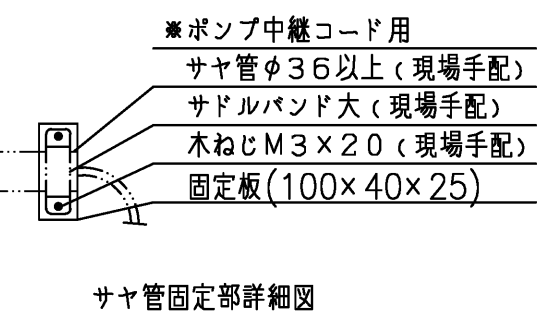 ※ポンプ中継コード用
サヤ管φ36以上(現場手配)
サドルバンド大(現場手配)
木ねじM3×20(現場手配)
固定板(100×40×25)
サヤ管固定部詳細図